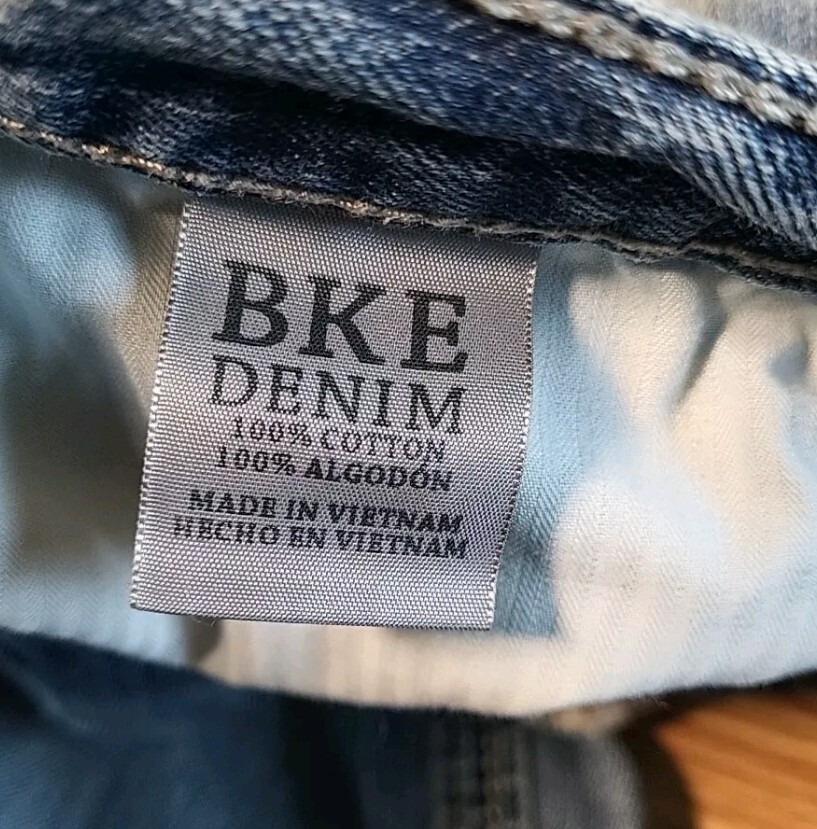 BKE
DENIM
100% COTTON
100% ALGODÓN
MADE IN VIETNAM
HECHO EN VIETNAM